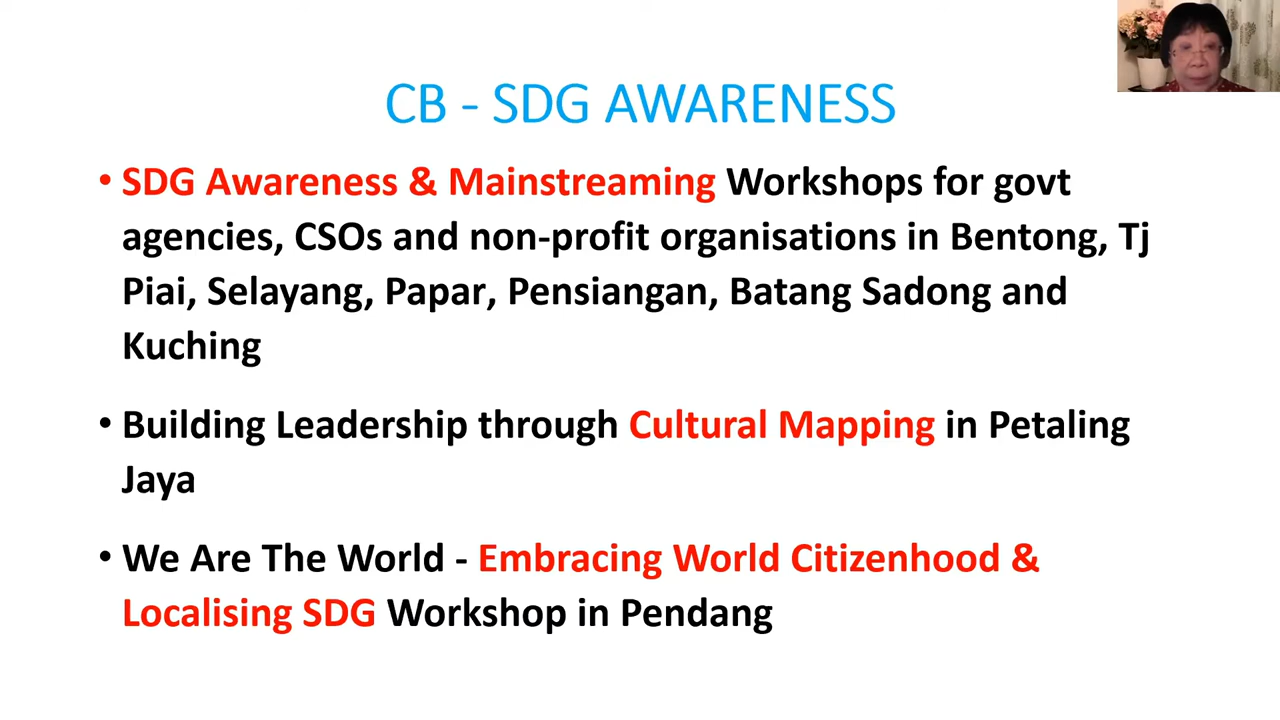 CB - SDG AWARENESS
• SDG Awareness & Mainstreaming Workshops for govt
agencies, CSOs and non-profit organisations in Bentong, Tj
Piai, Selayang, Papar, Pensiangan, Batang Sadong and
Kuching
• Building Leadership through Cultural Mapping in Petaling
Jaya
• We Are The World - Embracing World Citizenhood &
Localising SDG Workshop in Pendang